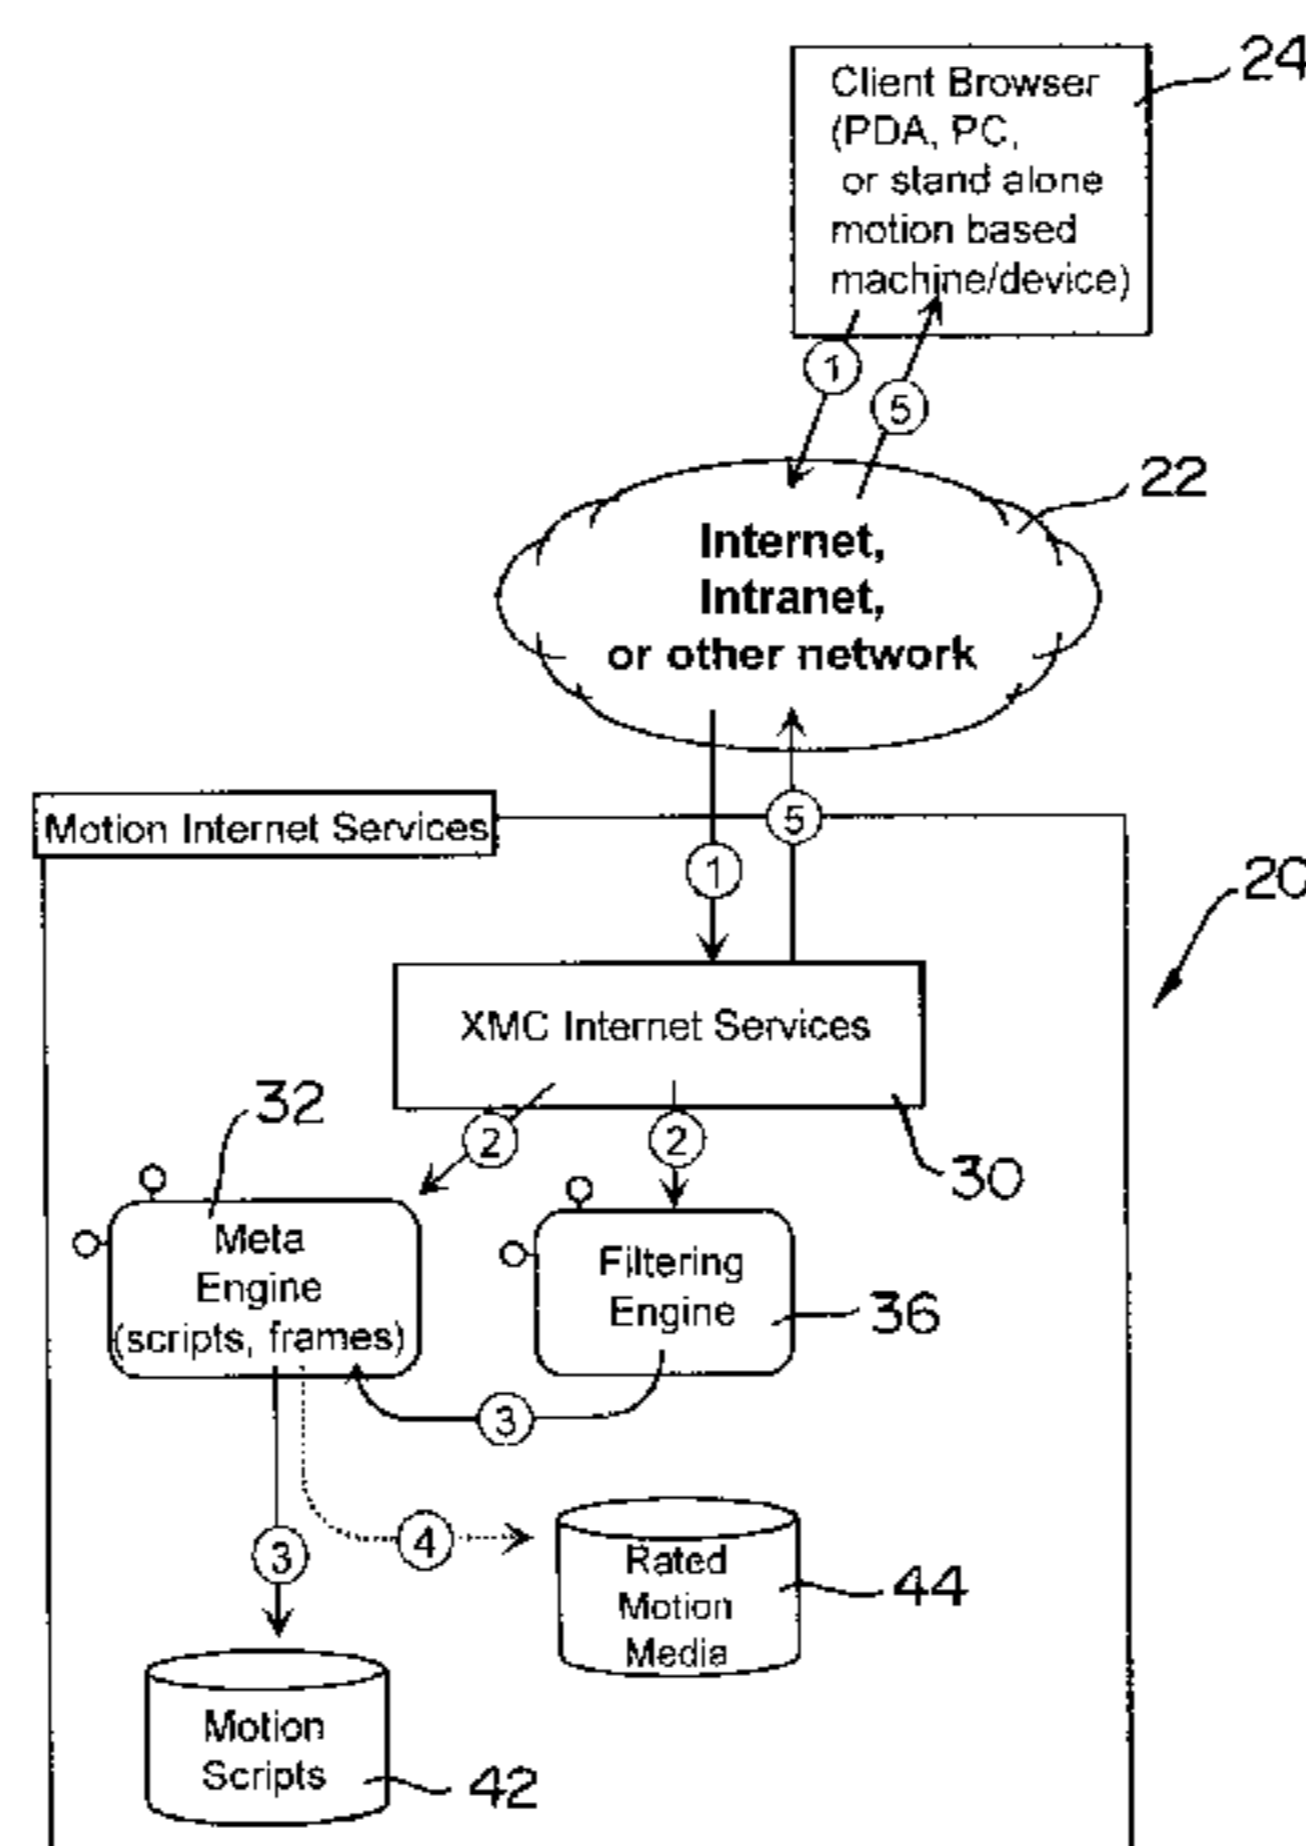 24
Client Browser
(PDA, PC,
or stand alone
motion based
machine/device)
1
5
22
Internet,
Intranet,
or other network
Motion Internet Services
5
1
20
XMC Internet Services
32
2
2
30
Meta
Engine
(scripts, frames)
Filtering
Engine
36
3
3
4
Rated
Motion
Media
44
Motion
Scripts
42